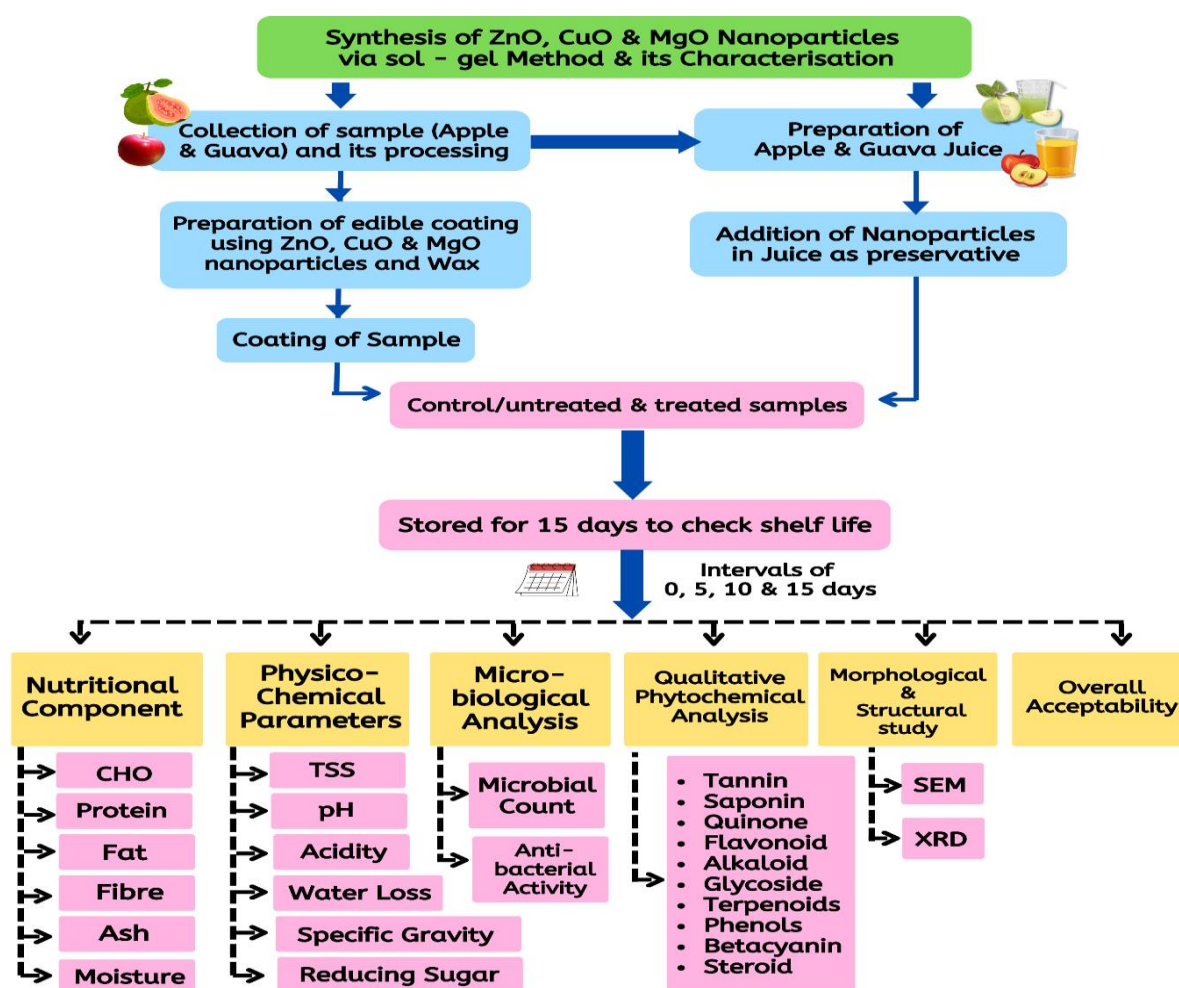 Synthesis of ZnO, CuO & MgO Nanoparticles
via sol - gel Method & its Characterisation
Collection of sample (Apple
& Guava) and its processing
Preparation of
Apple & Guava Juice
Preparation of edible coating
using ZnO, CuO & MgO
nanoparticles and Wax
Addition of Nanoparticles
in Juice as preservative
Coating of Sample
Control/untreated & treated samples
Stored for 15 days to check shelf life
Intervals of
0, 5, 10 & 15 days
Nutritional
Component
CHO
Protein
Fat
Fibre
Ash
Moisture
Physico-
Chemical
Parameters
TSS
pH
Acidity
Water Loss
Specific Gravity
Reducing Sugar
Micro-
biological
Analysis
Microbial
Count
Anti-
bacterial
Activity
Qualitative
Phytochemical
Analysis
• Tannin
• Saponin
• Quinone
• Flavonoid
• Alkaloid
• Glycoside
• Terpenoids
• Phenols
• Betacyanin
• Steroid
Morphological
&
Structural
study
SEM
XRD
Overall
Acceptability